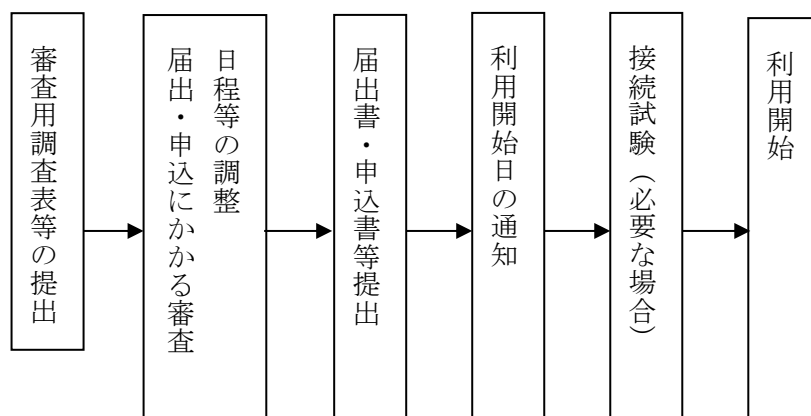 審査用調査表等の提出
日程等の調整
届出・申込にかかる審査
届出書・申込書等提出
利用開始日の通知
接続試験（必要な場合）
利用開始